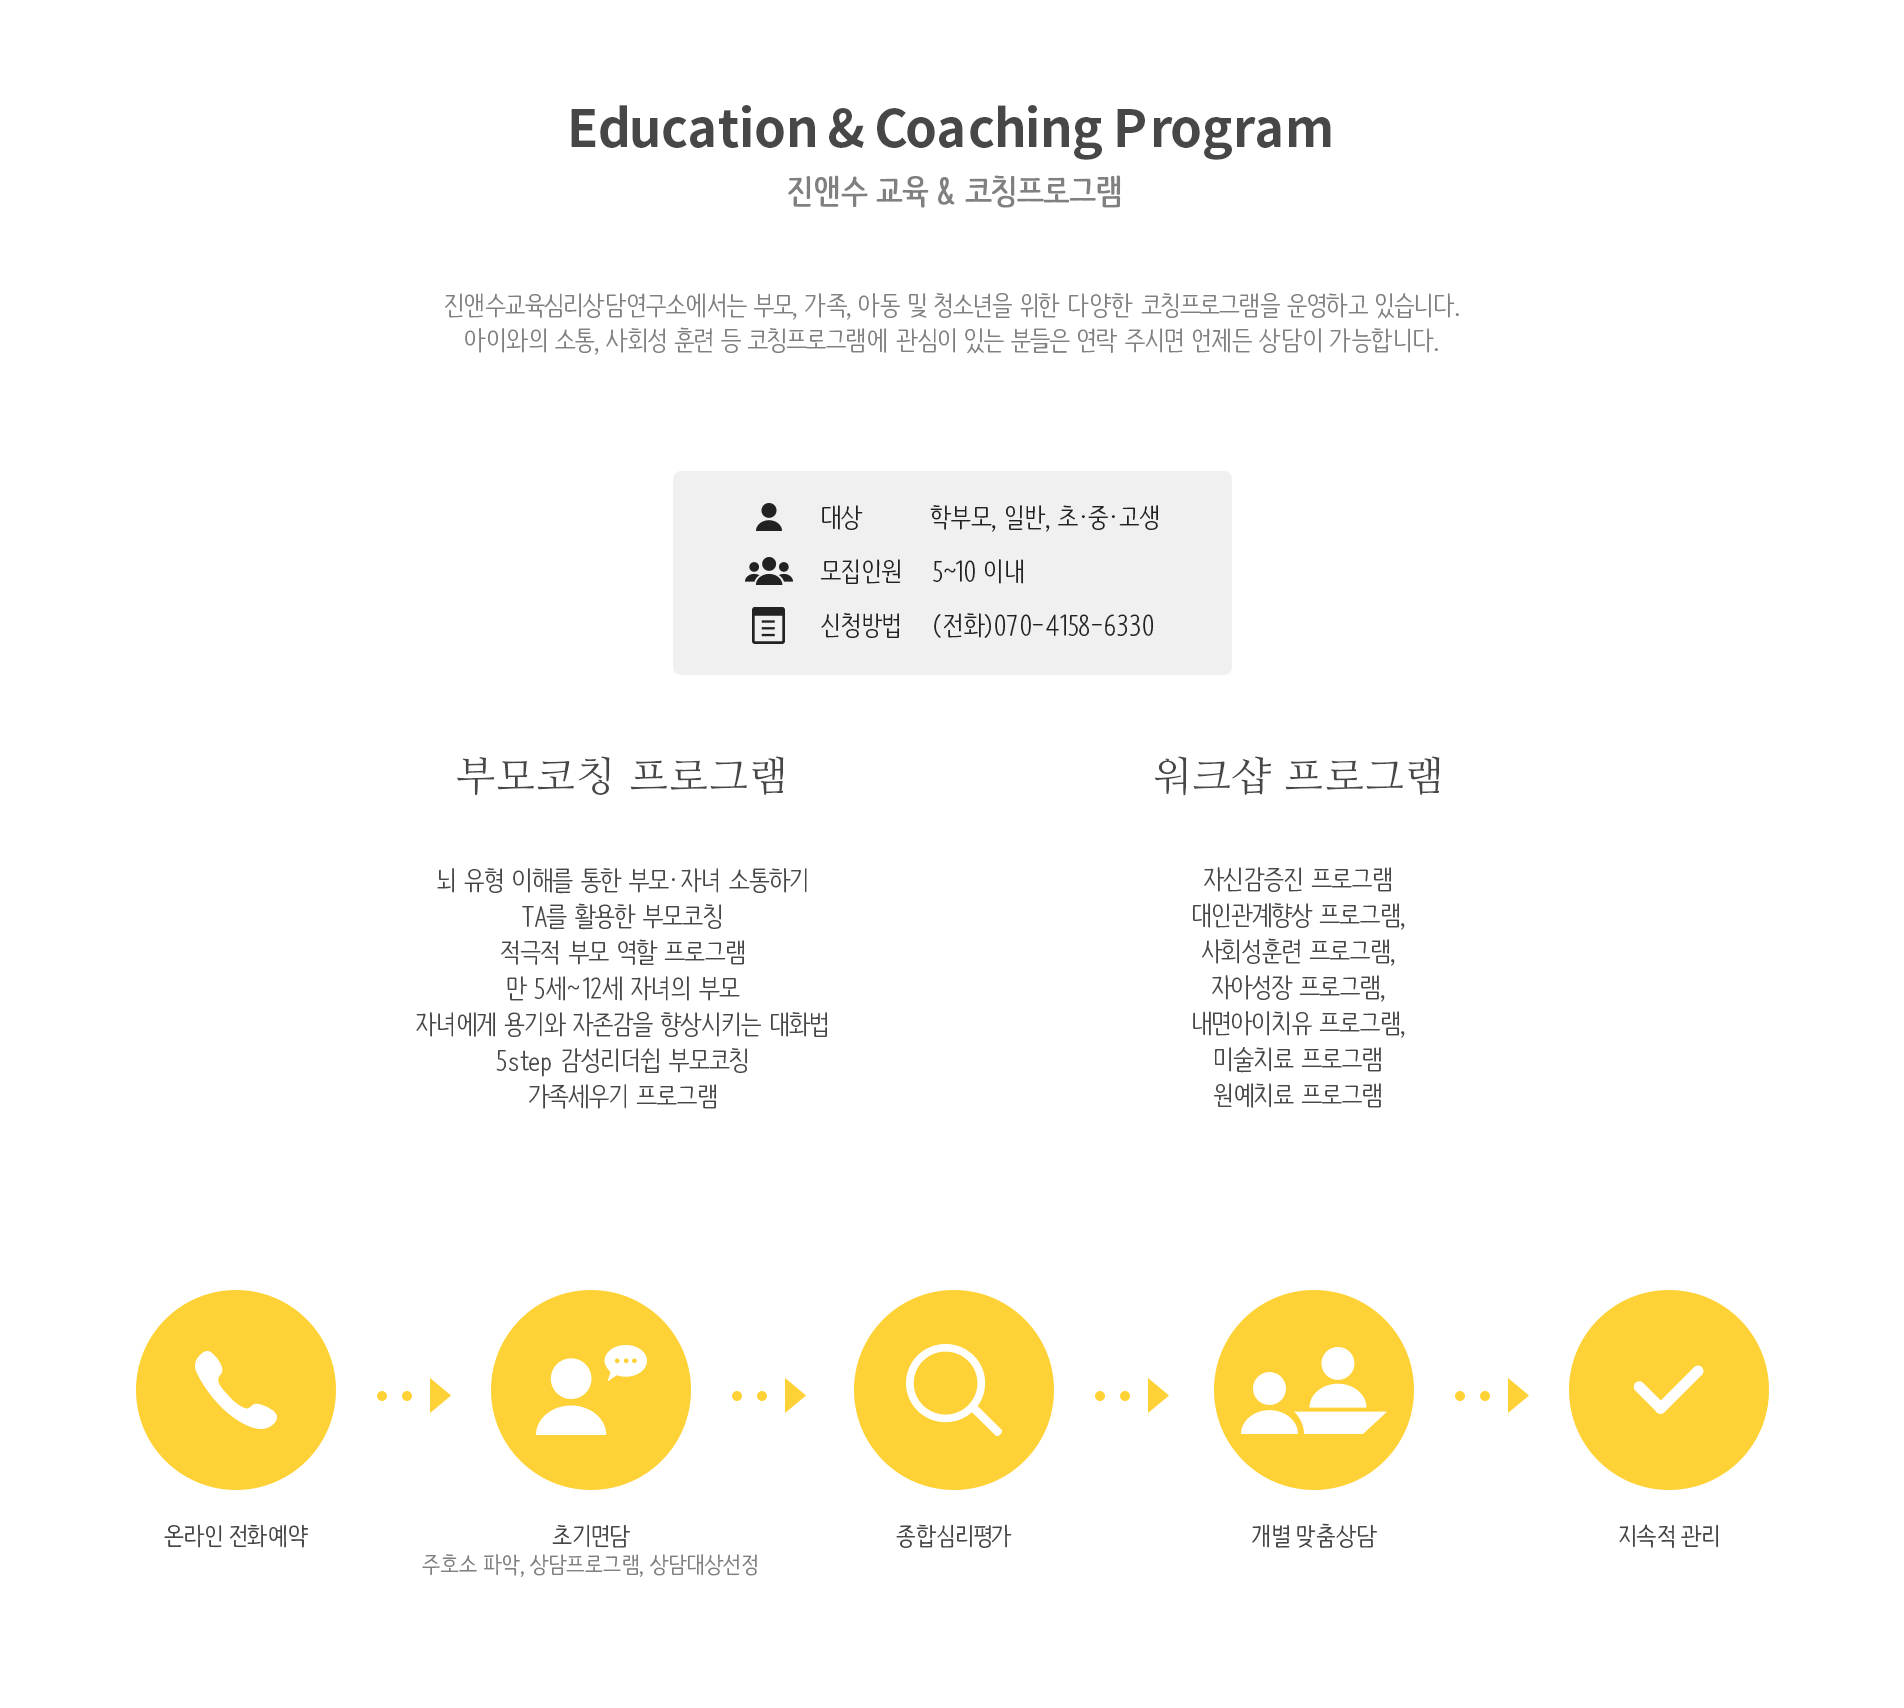 Education & Coaching Program
진앤수 교육 & 코칭프로그램
진앤수교육심리상담연구소에서는 부모, 가족, 아동 및 청소년을 위한 다양한 코칭프로그램을 운영하고 있습니다.
아이와의 소통, 사회성 훈련 등 코칭프로그램에 관심이 있는 분들은 연락 주시면 언제든 상담이 가능합니다.
대상 학부모, 일반, 초·중·고생
모집인원 5~10 이내
신청방법 (전화)070-4158-6330
부모코칭 프로그램
뇌 유형 이해를 통한 부모·자녀 소통하기
TA를 활용한 부모코칭
적극적 부모 역할 프로그램
만 5세~12세 자녀의 부모
자녀에게 용기와 자존감을 향상시키는 대화법
5step 감성리더쉽 부모코칭
가족세우기 프로그램
워크샵 프로그램
자신감증진 프로그램
대인관계향상 프로그램,
사회성훈련 프로그램,
자아성장 프로그램,
내면아이치유 프로그램,
미술치료 프로그램
원예치료 프로그램
온라인 전화예약
초기면담
주호소 파악, 상담프로그램, 상담대상선정
종합심리평가
개별 맞춤상담
지속적 관리